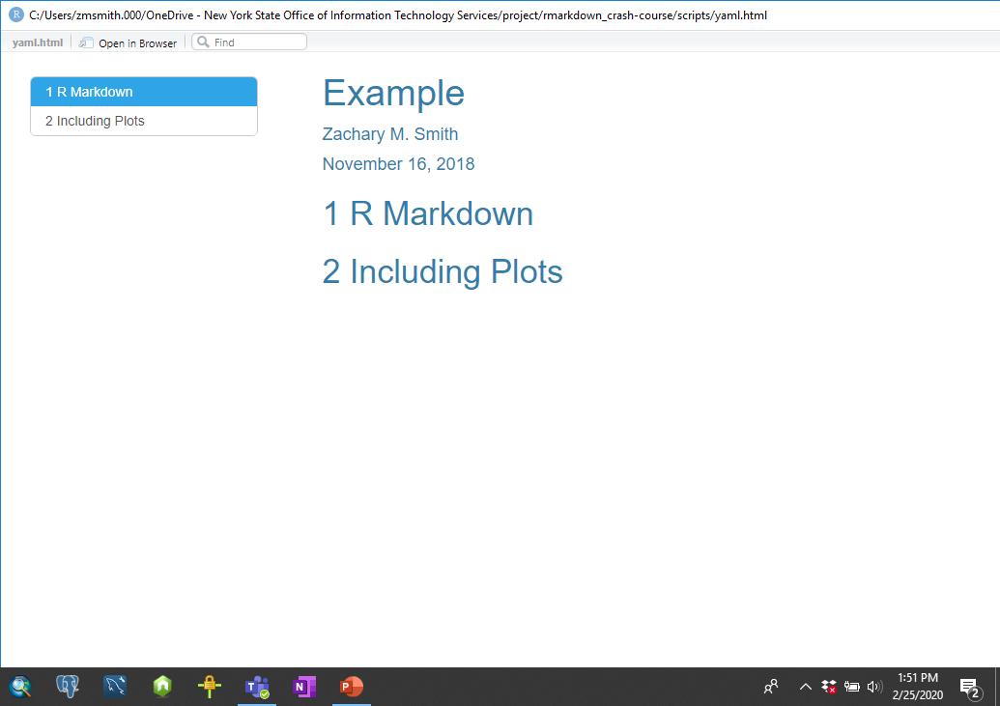 R C:/Users/zmsmith.000/OneDrive - New York State Office of Information Technology Services/project/rmarkdown_crash-course/scripts/yaml.html
yaml.html Open in Browser Find
1 R Markdown
2 Including Plots
Example
Zachary M. Smith
November 16, 2018
1 R Markdown
2 Including Plots
T N P
1:51 PM
2/25/2020
2